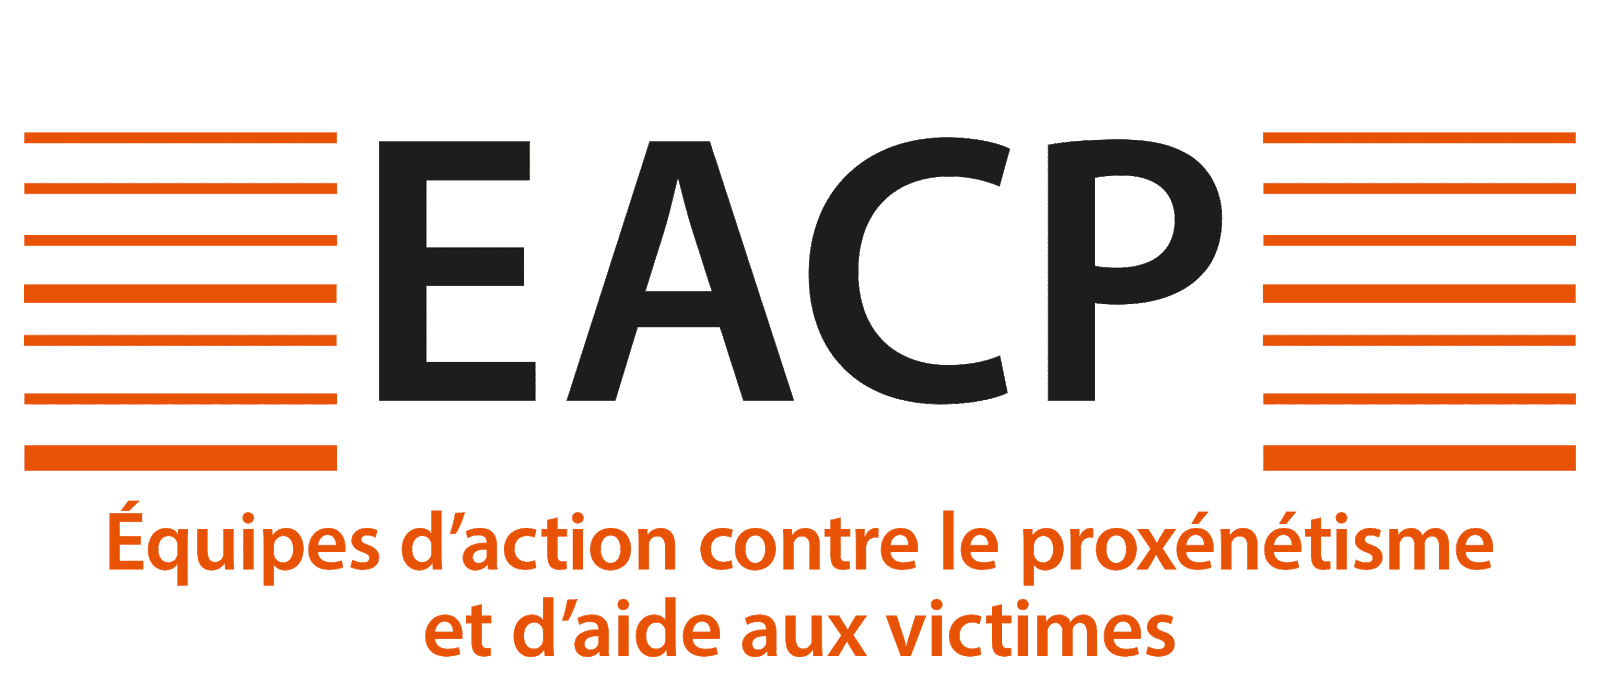 EACP
Équipes d’action contre le proxénétisme
et d’aide aux victimes